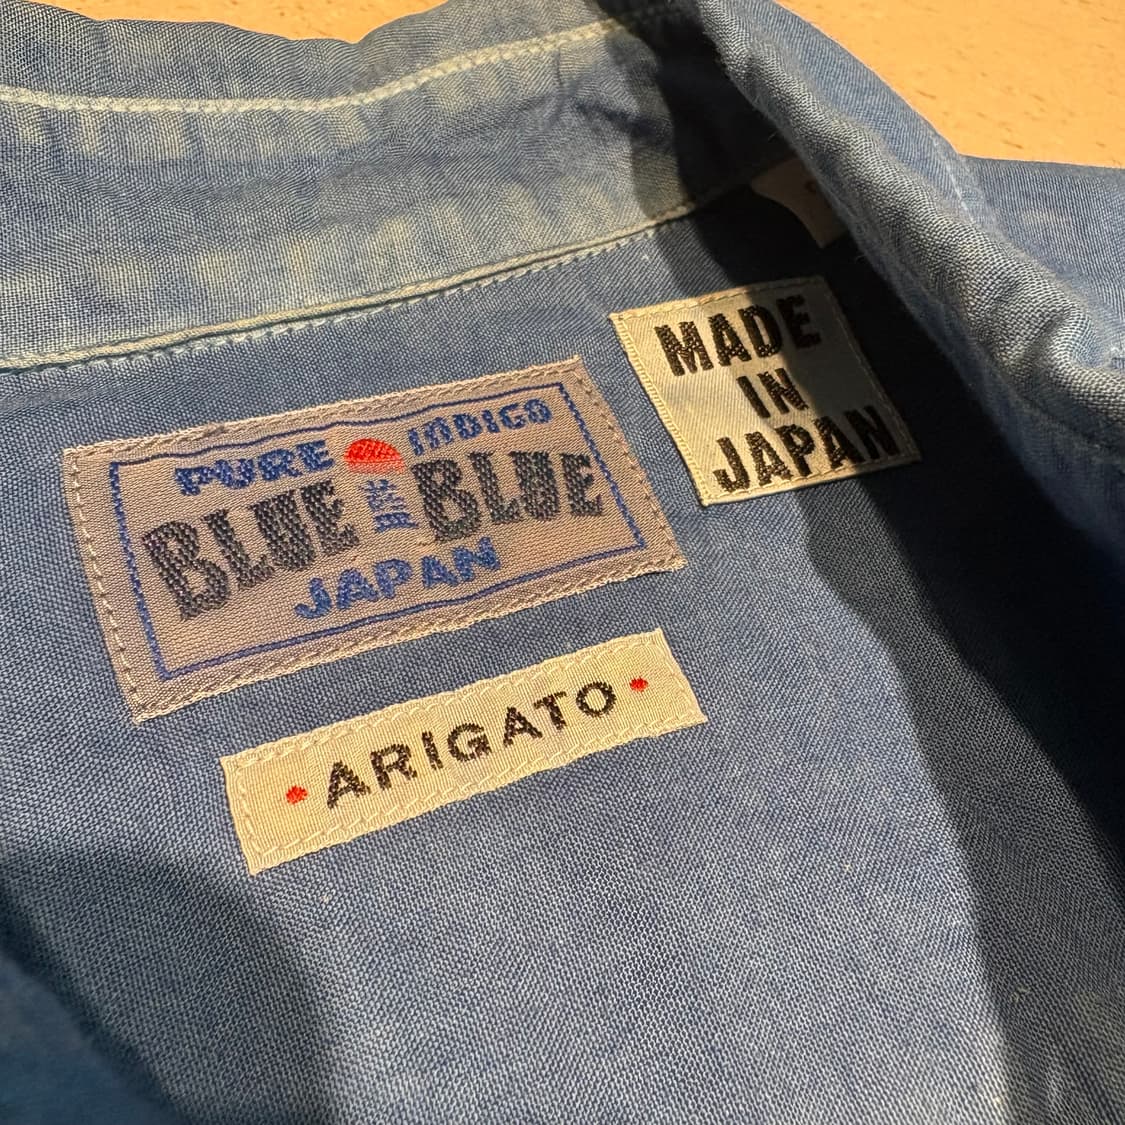 PURE INDIGO
BLUE BLUE
JAPAN
MADE
IN
JAPAN
• ARIGATO •